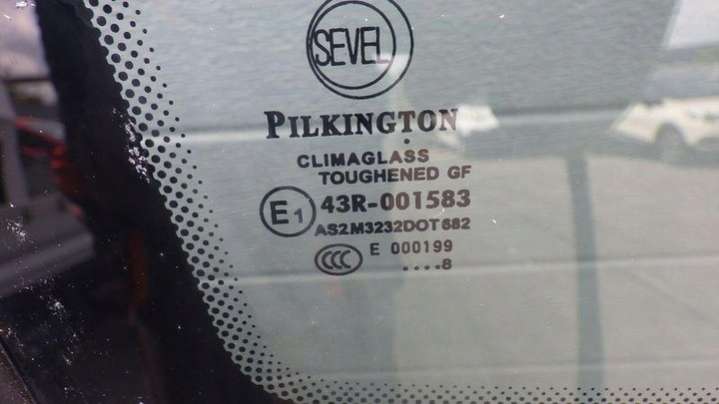 SEVEL
PILKINGTON
CLIMAGLASS
TOUGHENED GF
E1 43R-001583
AS2M3232DOT682
CCC E 000199
....8